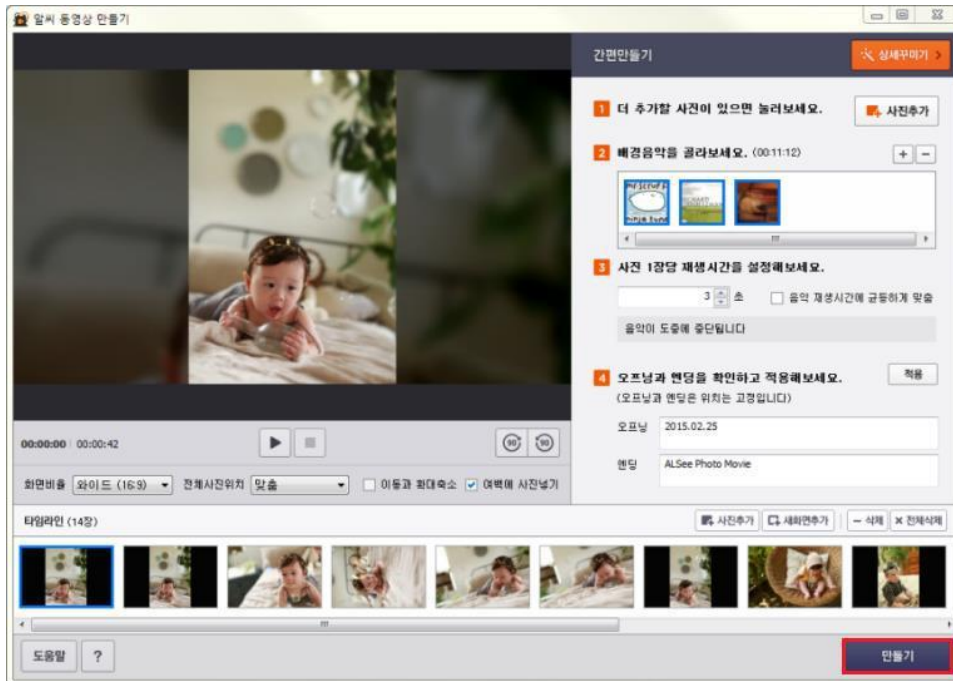 알씨 동영상 만들기
간편만들기
상세꾸미기 >
1 더 추가할 사진이 있으면 눌러보세요.
사진추가
2 배경음악을 골라보세요. (00:11:12)
+ −
3 사진 1장당 재생시간을 설정해보세요.
3 초
음악 재생시간에 균등하게 맞춤
음악이 도중에 중단됩니다
4 오프닝과 엔딩을 확인하고 적용해보세요.
적용
(오프닝과 엔딩은 위치는 고정입니다)
오프닝 2015.02.25
엔딩 ALSee Photo Movie
00:00:00 00:00:42
90 90
화면비율 와이드 (16:9) 전체사진위치 맞춤 이동과 확대축소 여백에 사진넣기
타임라인 (14장)
사진추가 새화면추가 − 삭제 × 전체삭제
도움말 ? 만들기